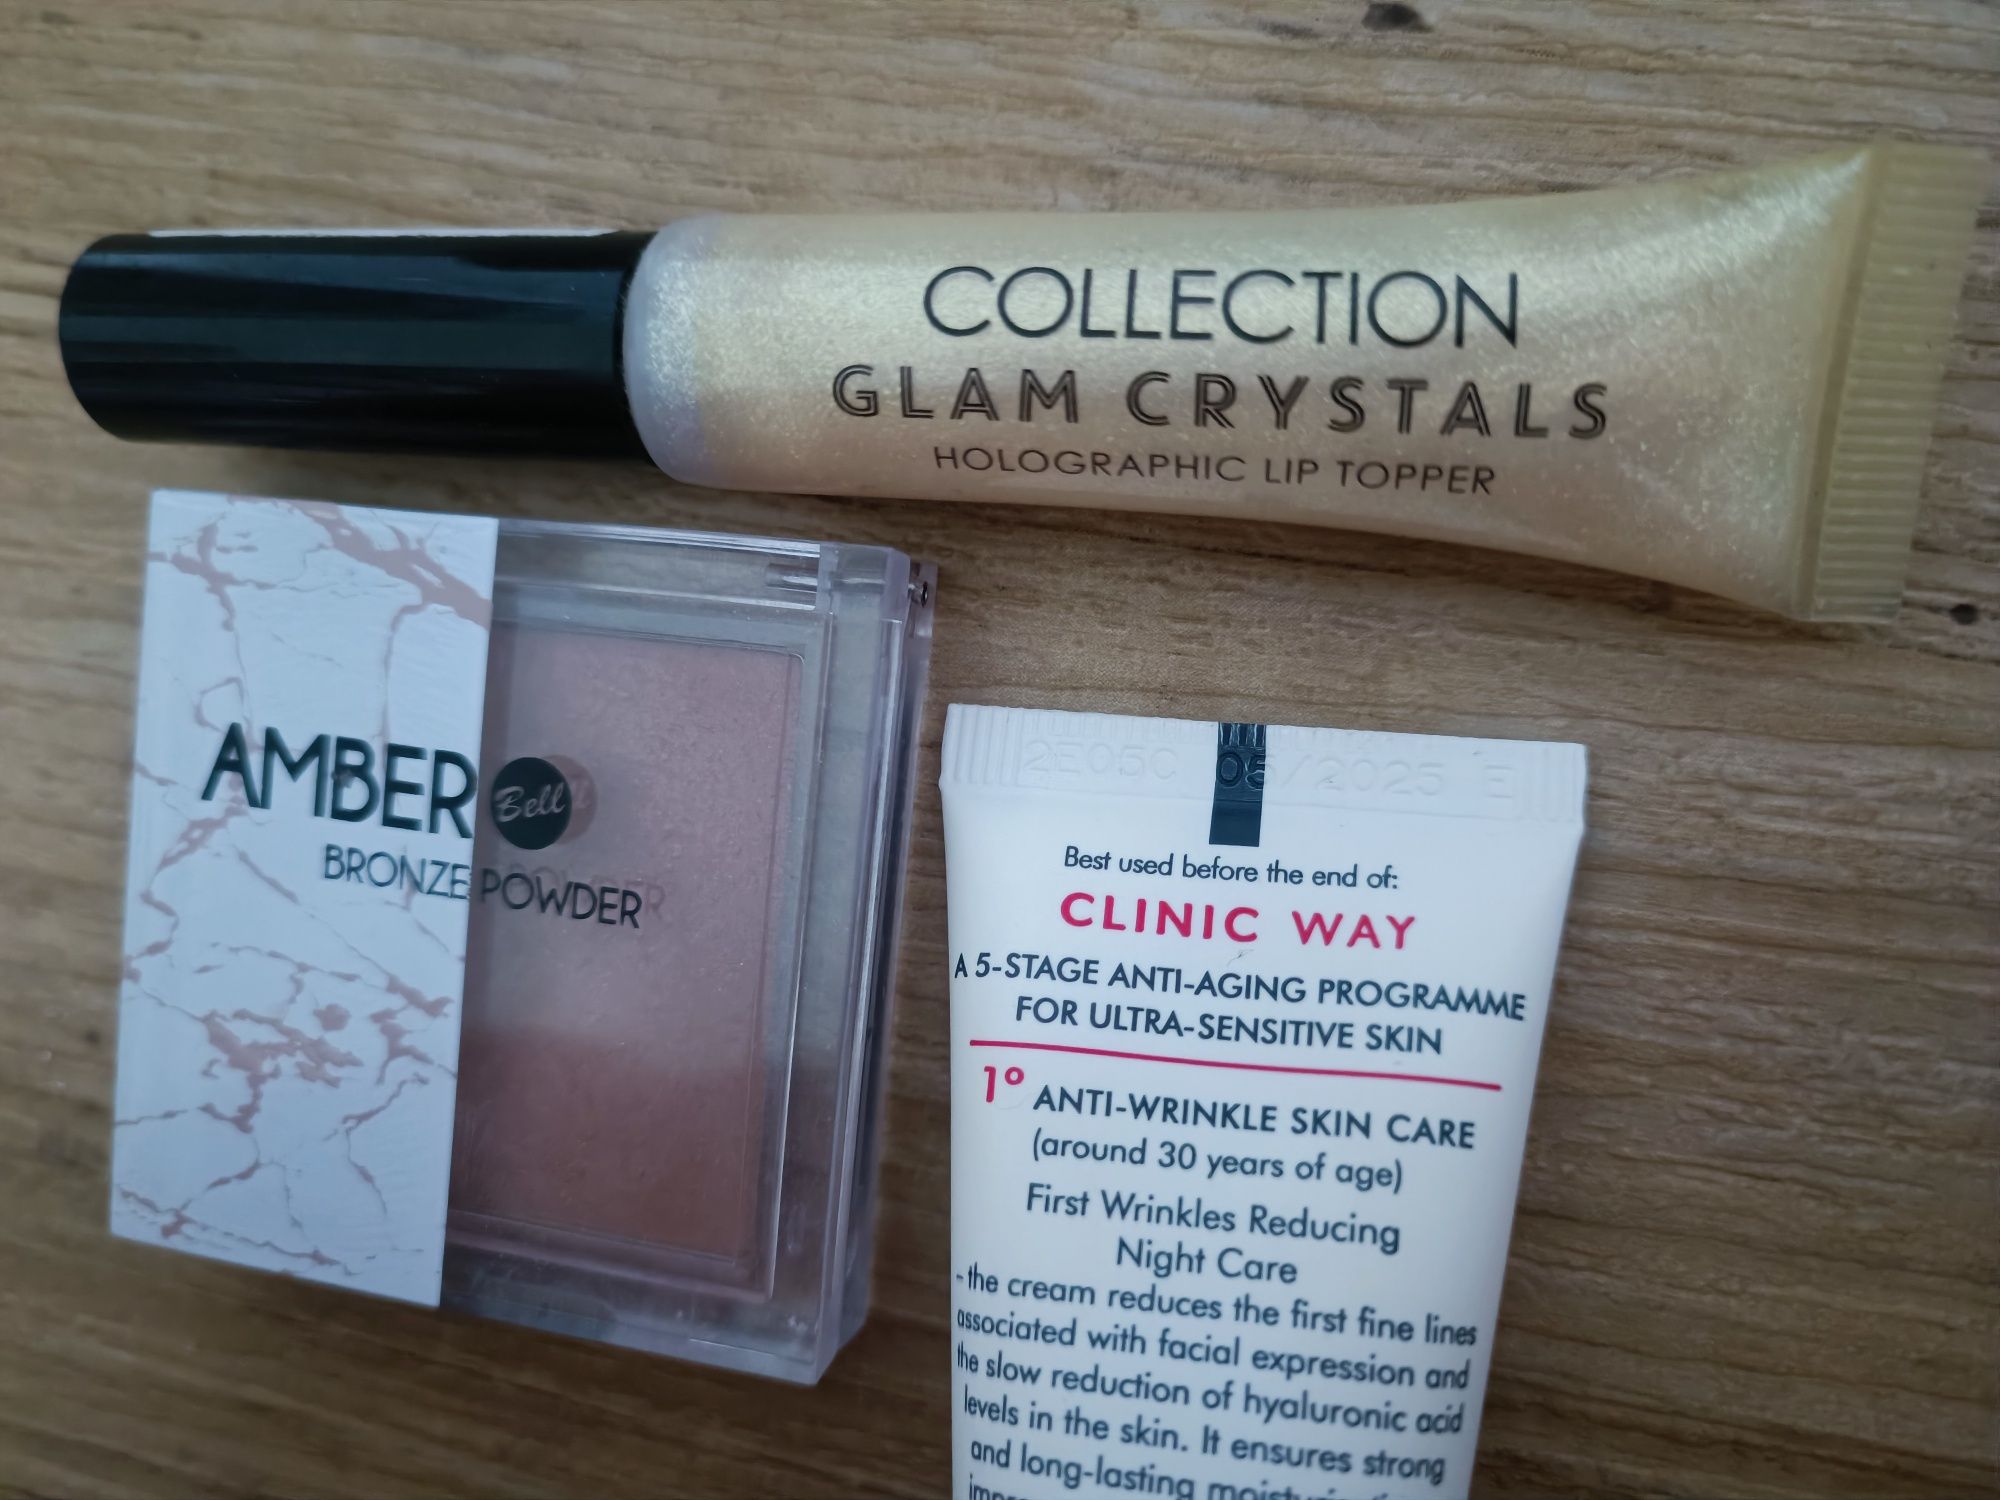 COLLECTION
GLAM CRYSTALS
HOLOGRAPHIC LIP TOPPER
AMBER
Bell
BRONZE POWDER
2E05C 05/2025 E
Best used before the end of:
CLINIC WAY
A 5-STAGE ANTI-AGING PROGRAMME
FOR ULTRA-SENSITIVE SKIN
1° ANTI-WRINKLE SKIN CARE
(around 30 years of age)
First Wrinkles Reducing
Night Care
- the cream reduces the first fine lines
associated with facial expression and
the slow reduction of hyaluronic acid
levels in the skin. It ensures strong
and long-lasting